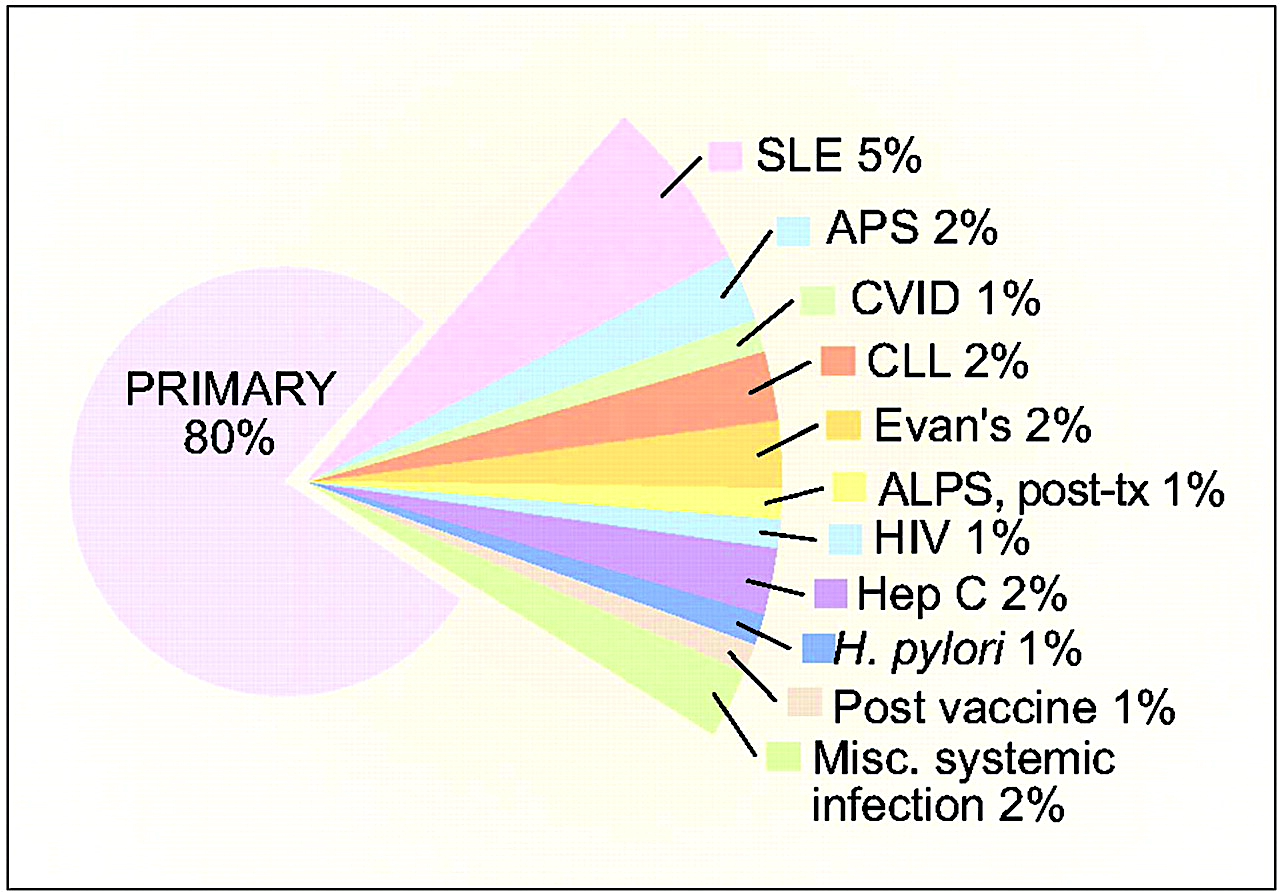 PRIMARY
80%
SLE 5%
APS 2%
CVID 1%
CLL 2%
Evan's 2%
ALPS, post-tx 1%
HIV 1%
Hep C 2%
H. pylori 1%
Post vaccine 1%
Misc. systemic
infection 2%